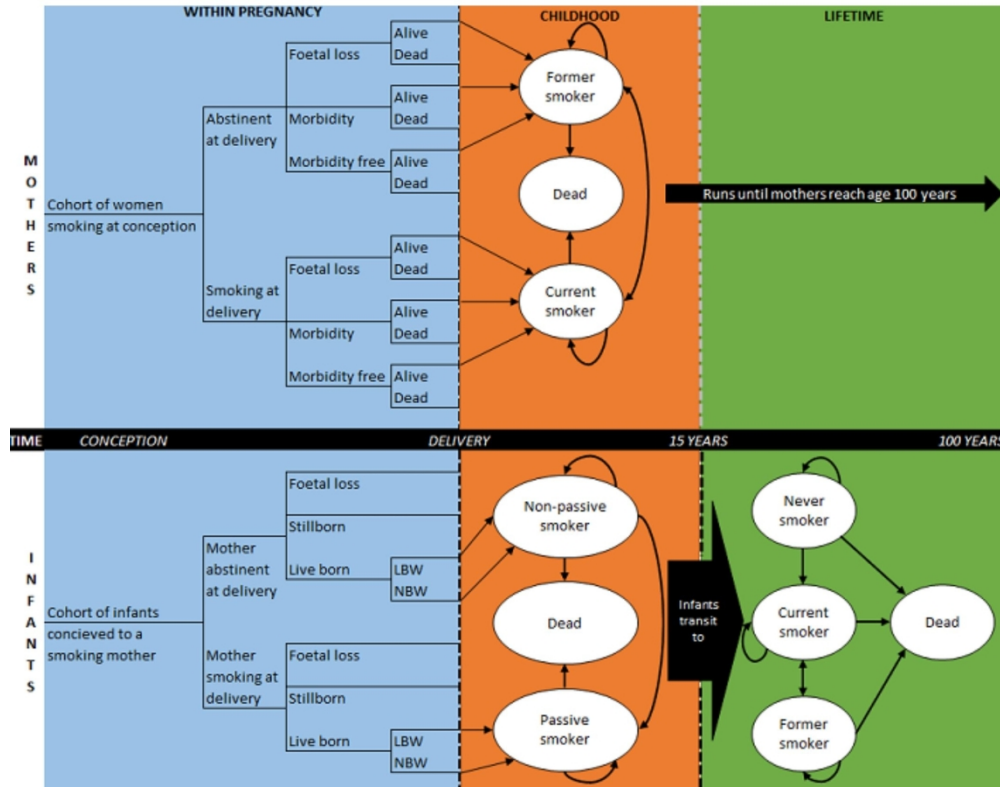 WITHIN PREGNANCY
CHILDHOOD
LIFETIME
MOTHERS
Cohort of women
smoking at conception
Abstinent
at delivery
Foetal loss
Alive
Dead
Morbidity
Alive
Dead
Morbidity free
Alive
Dead
Smoking at
delivery
Foetal loss
Alive
Dead
Morbidity
Alive
Dead
Morbidity free
Alive
Dead
Former
smoker
Dead
Current
smoker
Runs until mothers reach age 100 years
TIME
CONCEPTION
DELIVERY
15 YEARS
100 YEARS
INFANTS
Cohort of infants
concieved to a
smoking mother
Mother
abstinent
at delivery
Foetal loss
Stillborn
Live born
LBW
NBW
Mother
smoking at
delivery
Foetal loss
Stillborn
Live born
LBW
NBW
Non-passive
smoker
Dead
Passive
smoker
Infants
transit
to
Never
smoker
Current
smoker
Dead
Former
smoker